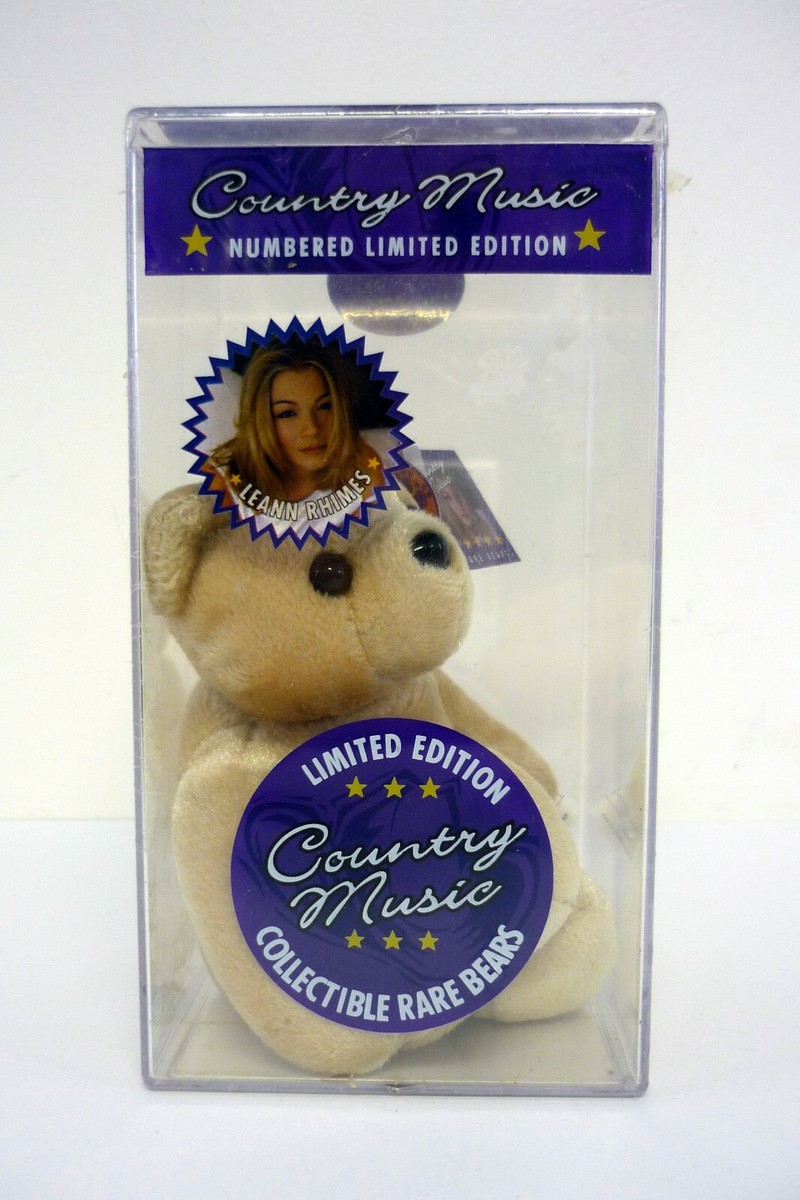 Country Music
NUMBERED LIMITED EDITION
LEANN RHIMES
LIMITED EDITION
Country
Music
COLLECTIBLE RARE BEARS